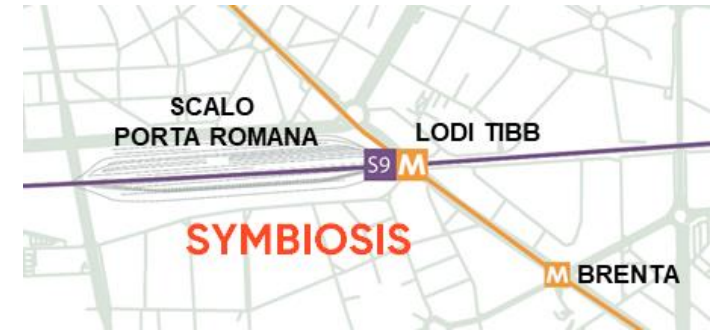 SCALO
PORTA ROMANA
LODI TIBB
S9 M
SYMBIOSIS
M BRENTA